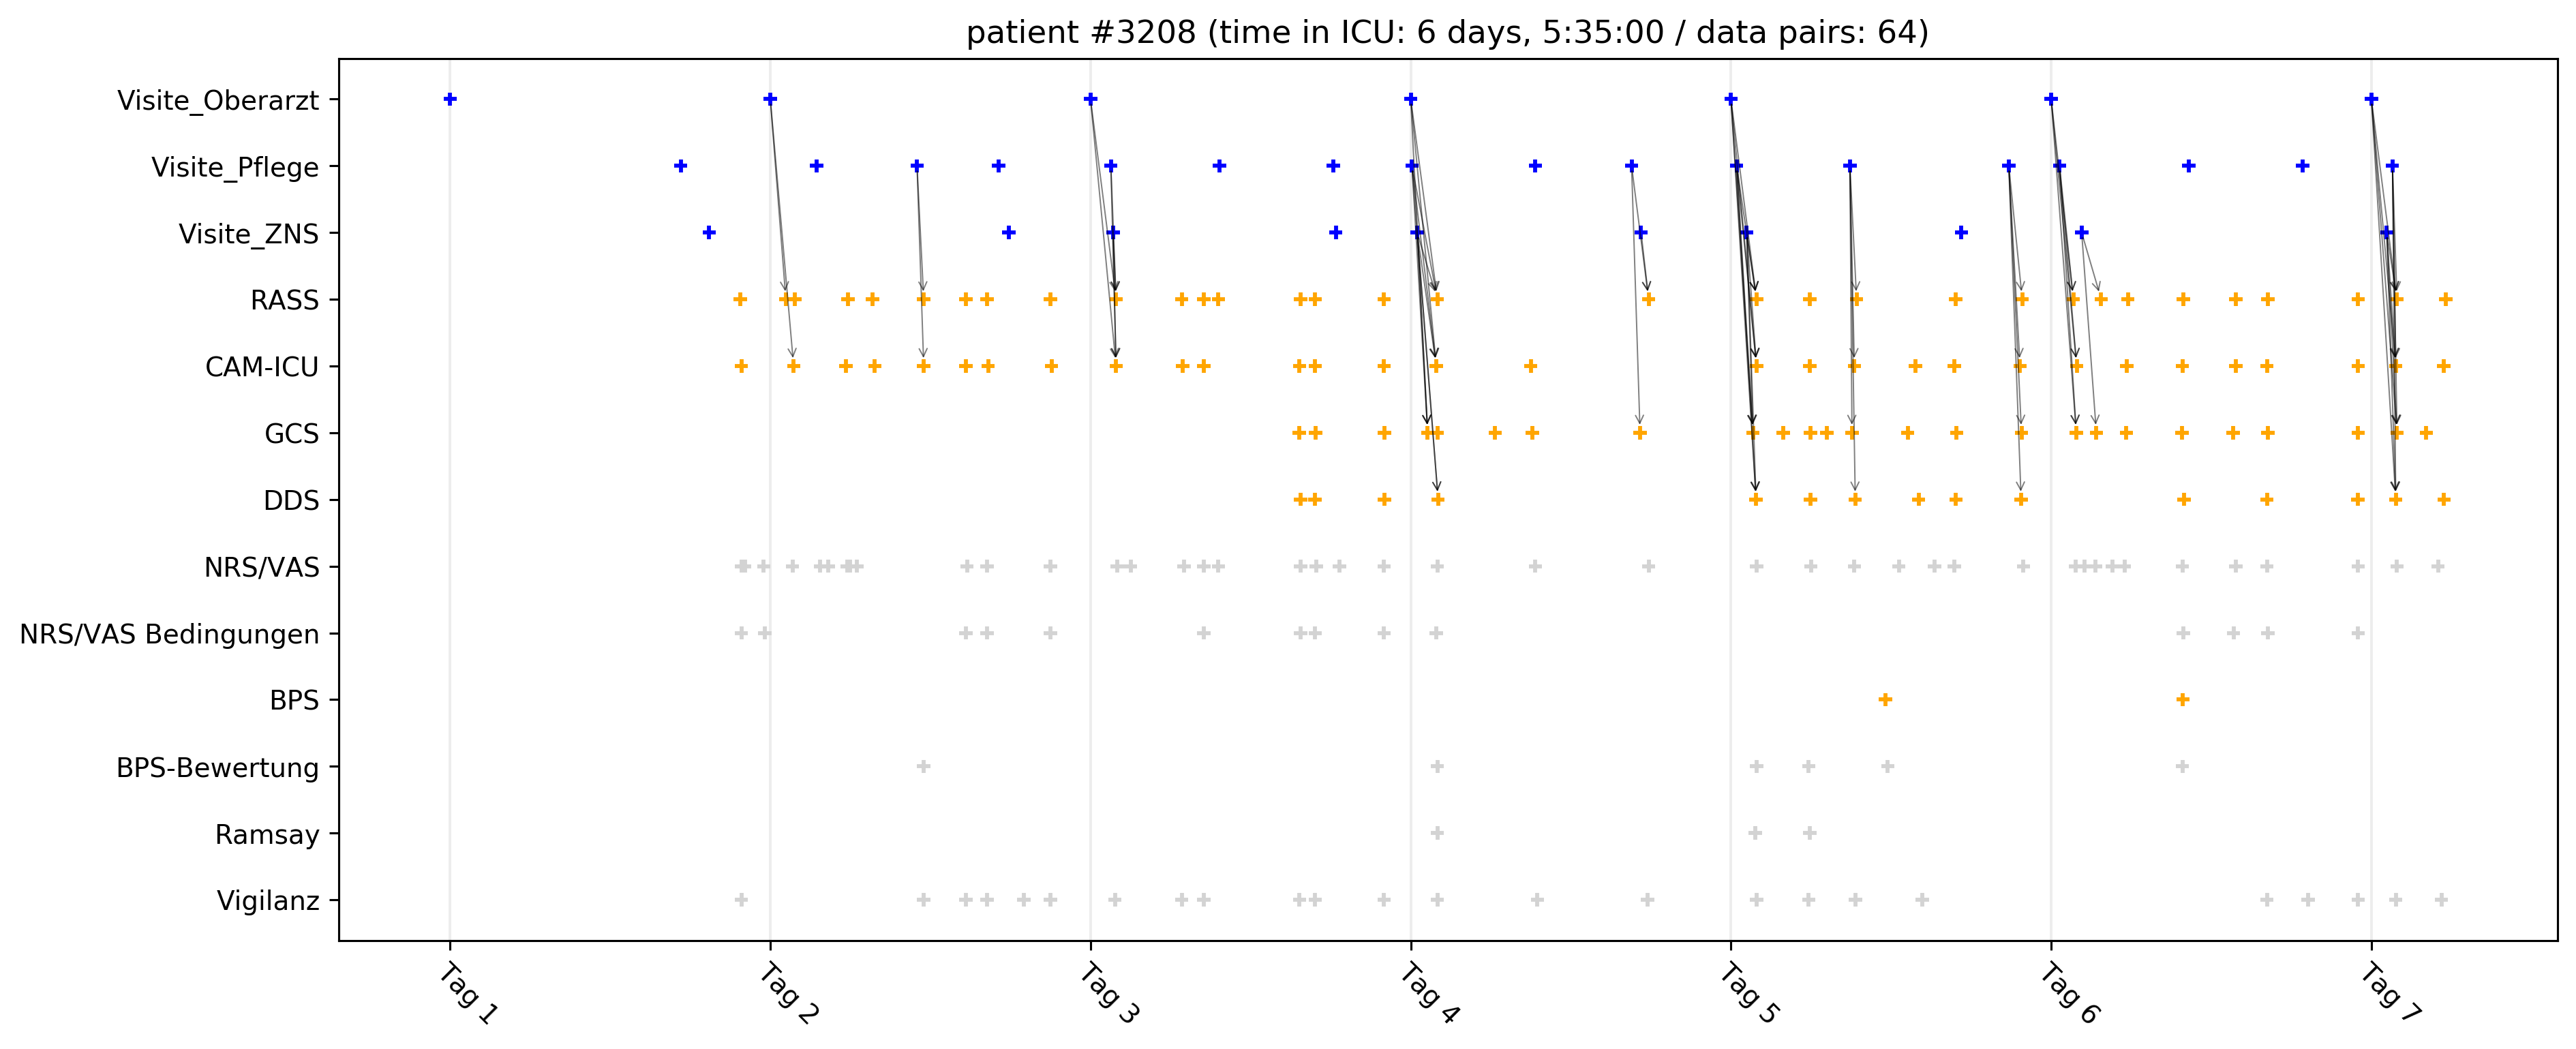 patient #3208 (time in ICU: 6 days, 5:35:00 / data pairs: 64)
Visite_Oberarzt
Visite_Pflege
Visite_ZNS
RASS
CAM-ICU
GCS
DDS
NRS/VAS
NRS/VAS Bedingungen
BPS
BPS-Bewertung
Ramsay
Vigilanz
Tag 1
Tag 2
Tag 3
Tag 4
Tag 5
Tag 6
Tag 7